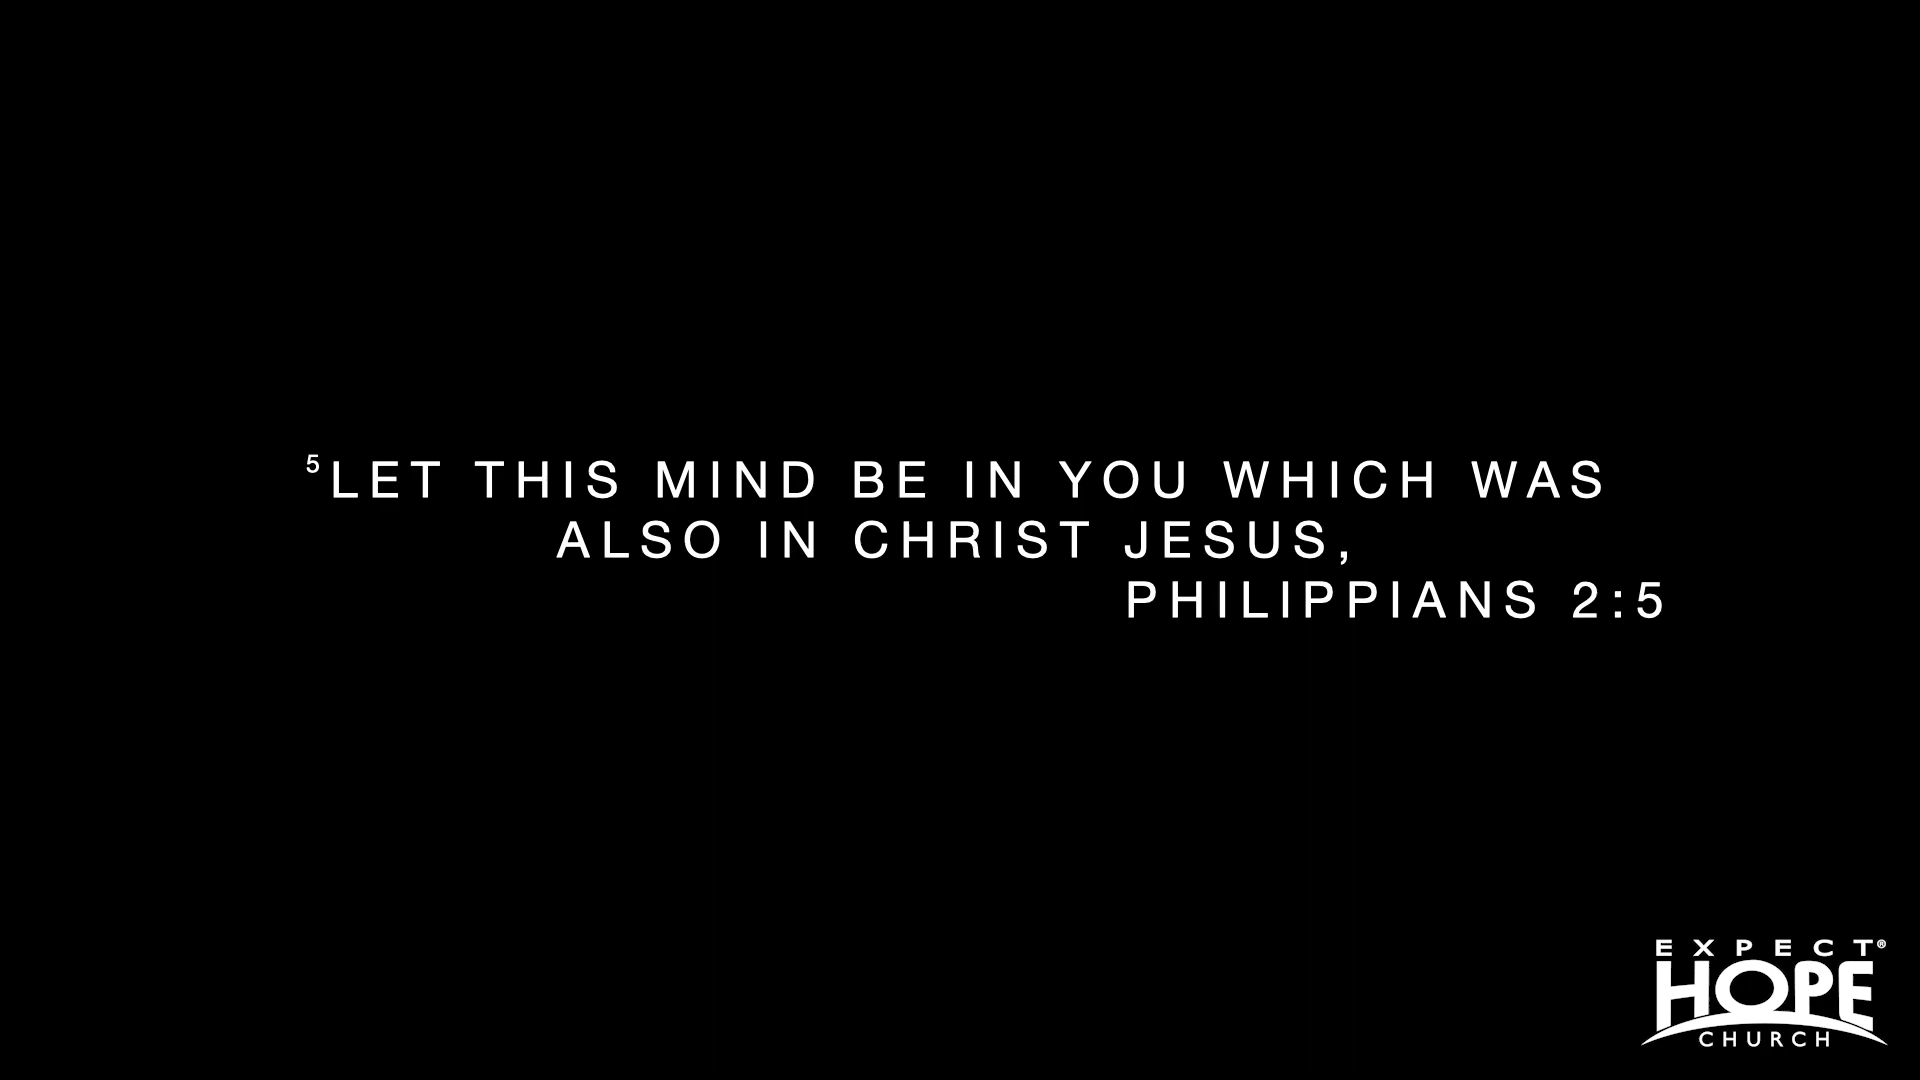 ⁵LET THIS MIND BE IN YOU WHICH WAS
ALSO IN CHRIST JESUS,
PHILIPPIANS 2:5
EXPECT®
HOPE
CHURCH